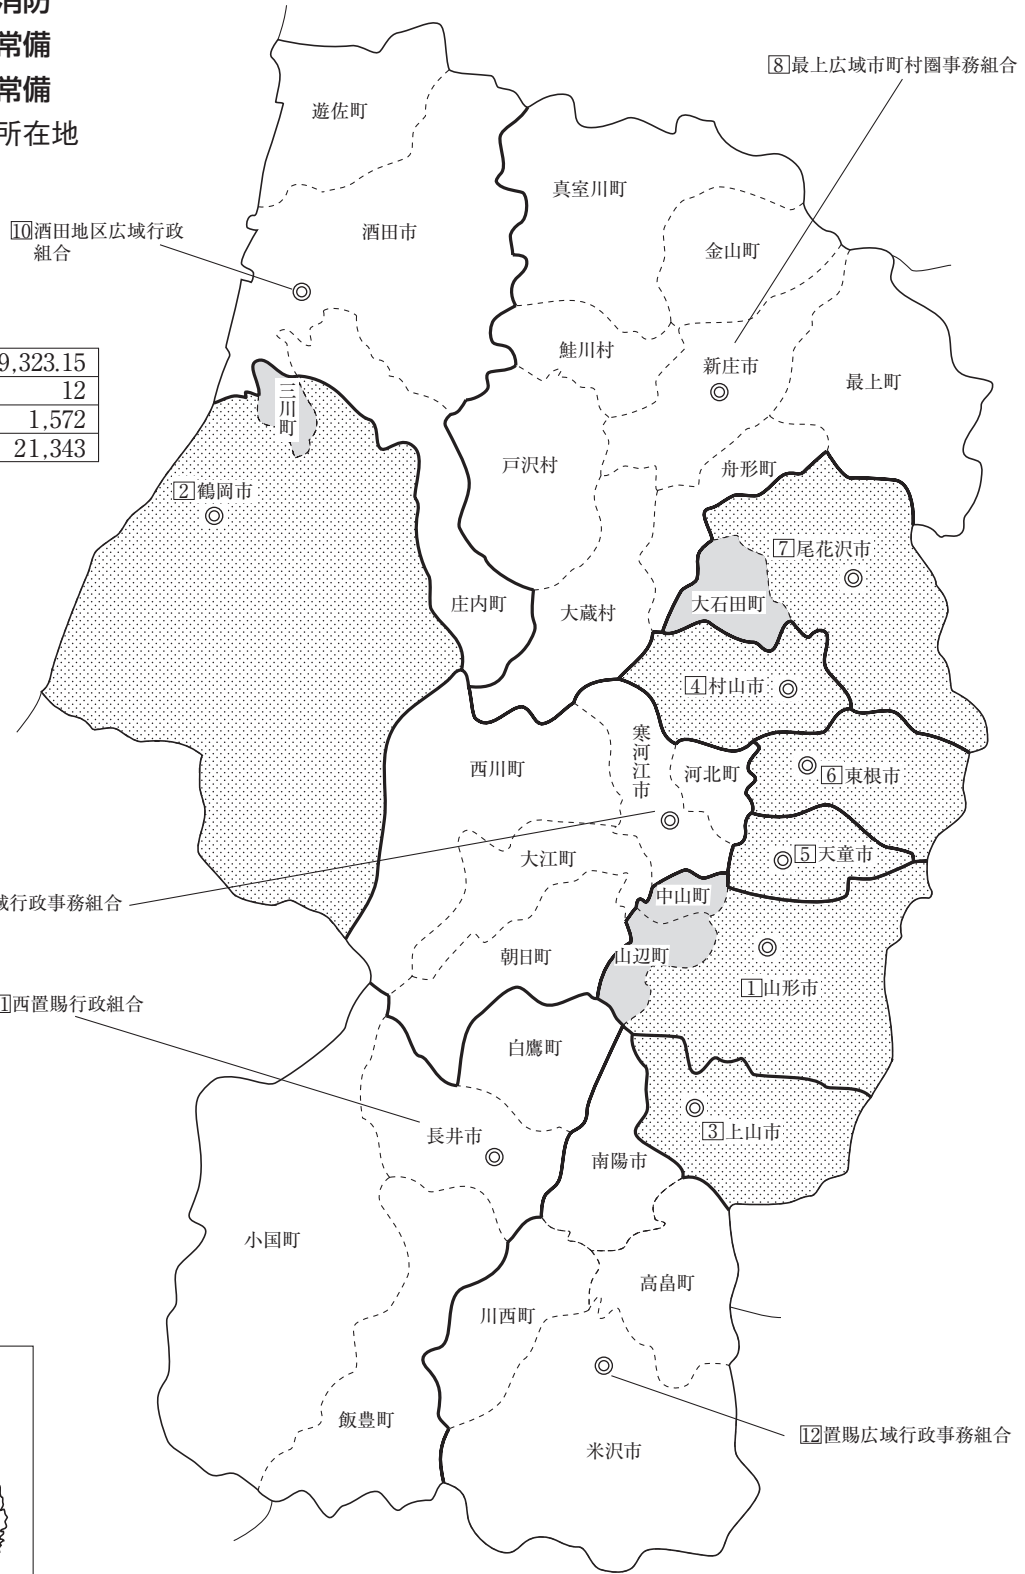 消防
常備
常備
所在地
9,323.15
12
1,572
21,343
8最上広域市町村圏事務組合
遊佐町
真室川町
10酒田地区広域行政
組合
酒田市
金山町
鮭川村
新庄市
最上町
三川町
戸沢村
舟形町
2鶴岡市
7尾花沢市
庄内町
大蔵村
大石田町
4村山市
寒河江市
西川町
河北町
6東根市
大江町
5天童市
中山町
域行政事務組合
朝日町
山辺町
1山形市
1西置賜行政組合
白鷹町
長井市
3上山市
南陽市
小国町
高畠町
川西町
飯豊町
12置賜広域行政事務組合
米沢市